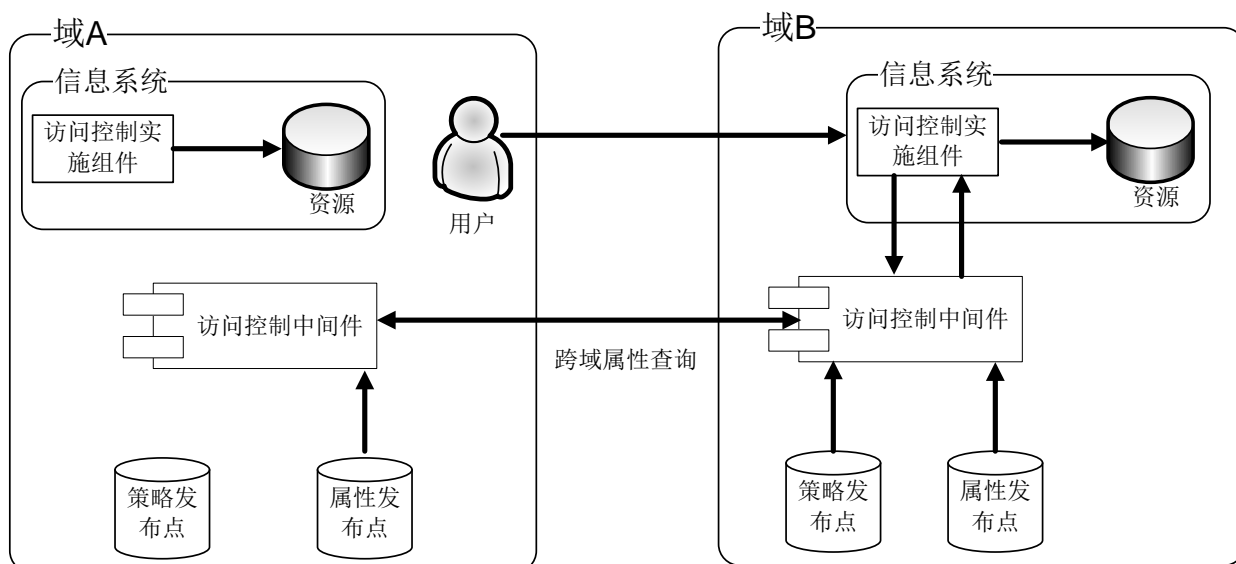 域A
信息系统
访问控制实
施组件
资源
用户
访问控制中间件
策略发
布点
属性发
布点
跨域属性查询
域B
信息系统
访问控制实
施组件
资源
访问控制中间件
策略发
布点
属性发
布点